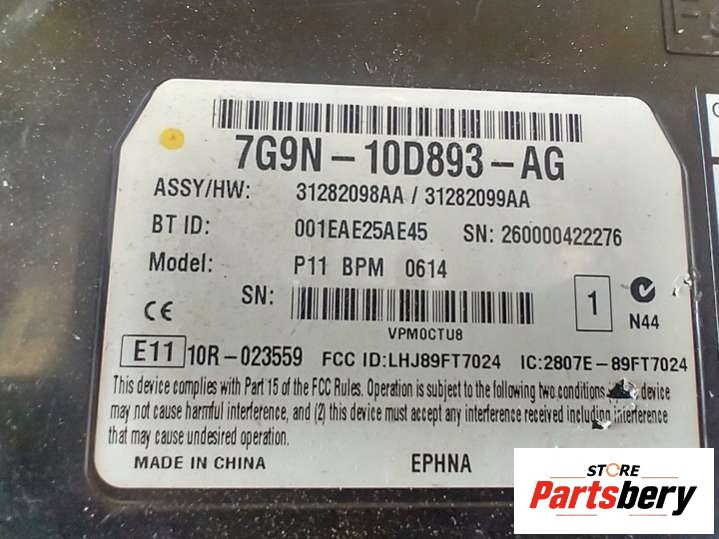 7G9N-10D893-AG
ASSY/HW: 31282098AA / 31282099AA
BT ID: 001EAE25AE45 SN: 260000422276
Model: P11 BPM 0614
SN:
VPM0CTU8
1
N44
CE
E11 10R-023559 FCC ID:LHJ89FT7024 IC:2807E-89FT7024
This device complies with Part 15 of the FCC Rules. Operation is subject to the following two conditions device
may not cause harmful interference, and (2) this device must accept any interference received including interference
that may cause undesired operation.
MADE IN CHINA EPHNA
STORE
Partsbery